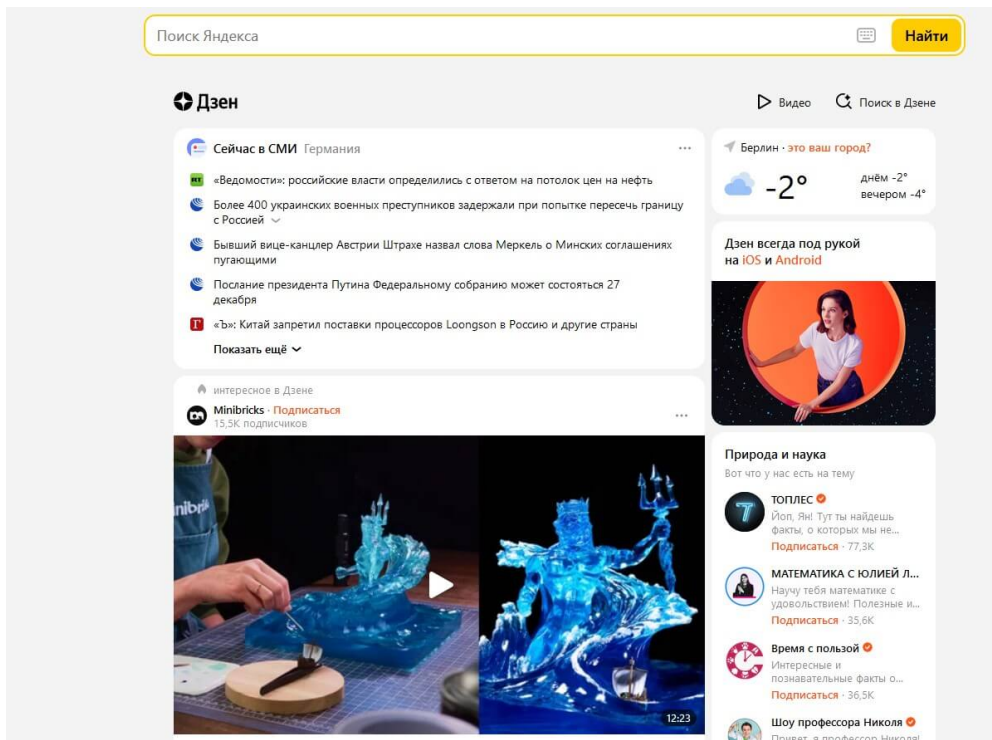 Поиск Яндекса
Найти
Дзен
Видео
Поиск в Дзене
Сейчас в СМИ Германия
«Ведомости»: российские власти определились с ответом на потолок цен на нефть
Более 400 украинских военных преступников задержали при попытке пересечь границу
с Россией
Бывший вице-канцлер Австрии Штрахе назвал слова Меркель о Минских соглашениях
пугающими
Послание президента Путина Федеральному собранию может состояться 27
декабря
«Ъ»: Китай запретил поставки процессоров Loongson в Россию и другие страны
Показать ещё
интересное в Дзене
Minibricks · Подписаться
15,5K подписчиков
12:23
Берлин · это ваш город?
-2°
днём -2°
вечером -4°
Дзен всегда под рукой
на iOS и Android
Природа и наука
Вот что у нас есть на тему
ТОПЛЕС
Йоп, Ян! Тут ты найдешь
факты, о которых мы не...
Подписаться · 77,3K
МАТЕМАТИКА С ЮЛИЕЙ Л...
Научу тебя математике с
удовольствием! Полезные и...
Подписаться · 35,6K
Время с пользой
Интересные и
познавательные факты о...
Подписаться · 36,5K
Шоу профессора Николя
Привет, я профессор Николя!